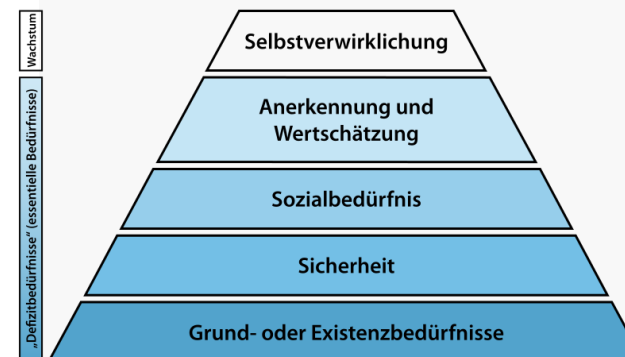 Wachstum
Selbstverwirklichung
Anerkennung und
Wertschätzung
Sozialbedürfnis
Sicherheit
Grund- oder Existenzbedürfnisse
„Defizitbedürfnisse“ (essentielle Bedürfnisse)